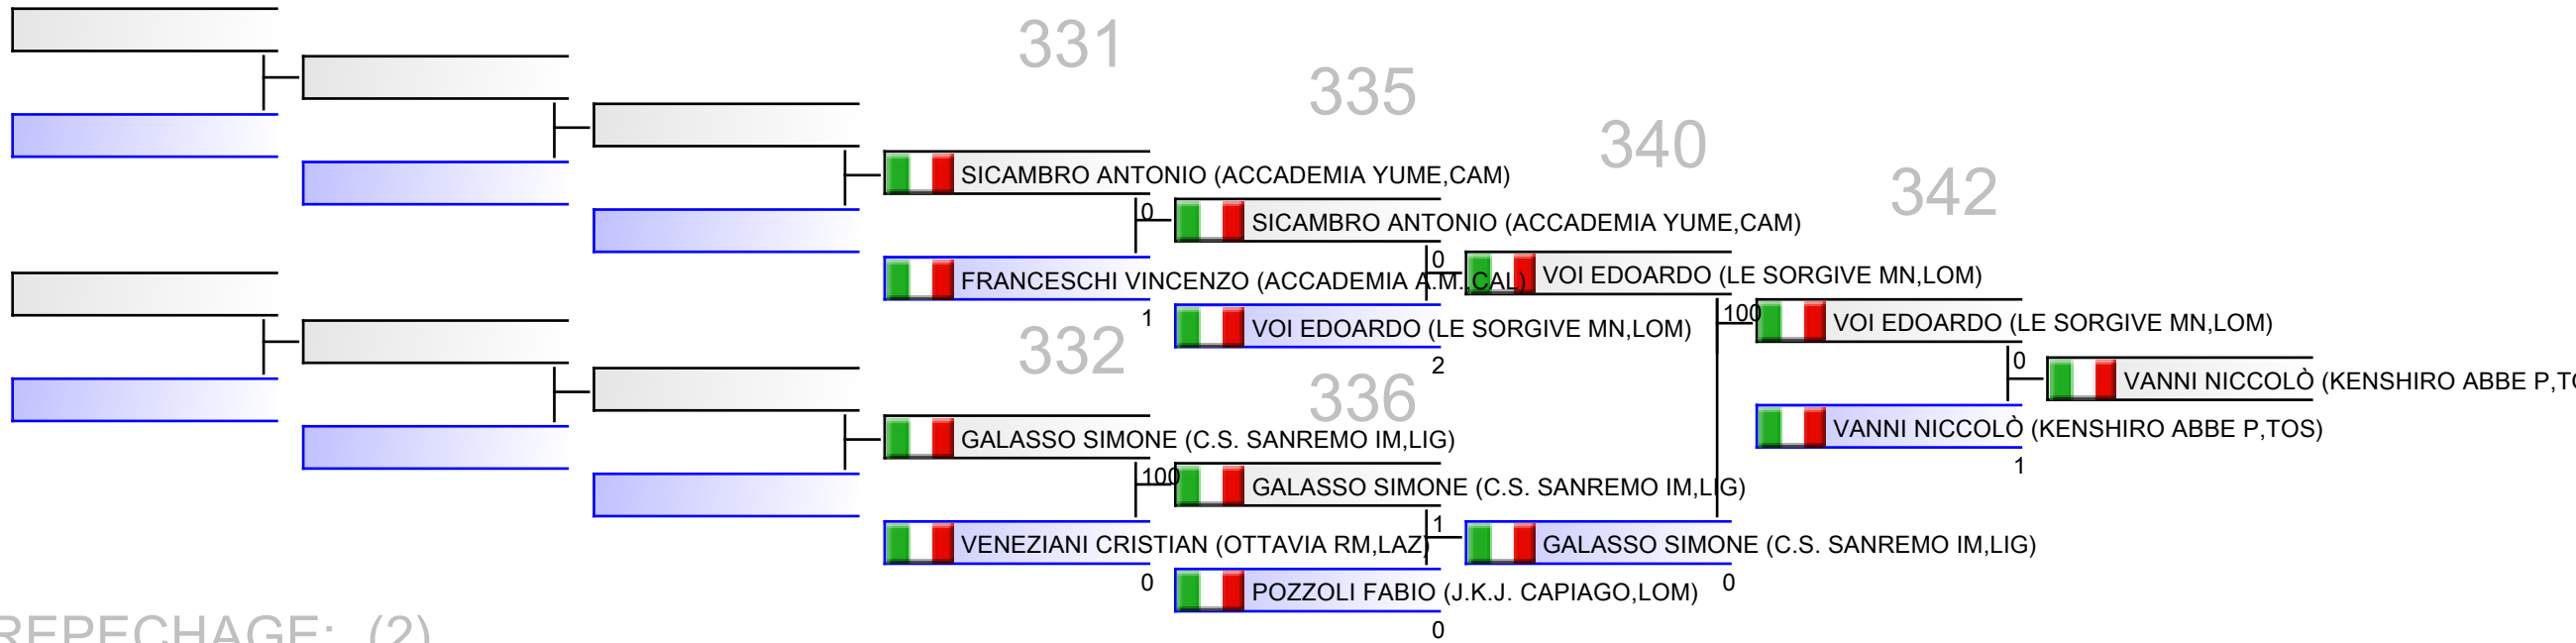 331
335
340
342
SICAMBRO ANTONIO (ACCADEMIA YUME,CAM)
0
SICAMBRO ANTONIO (ACCADEMIA YUME,CAM)
0
FRANCESCHI VINCENZO (ACCADEMIA A.M.,CAL)
1
VOI EDOARDO (LE SORGIVE MN,LOM)
VOI EDOARDO (LE SORGIVE MN,LOM)
2
100
VOI EDOARDO (LE SORGIVE MN,LOM)
0
VANNI NICCOLÒ (KENSHIRO ABBE P,TO
VANNI NICCOLÒ (KENSHIRO ABBE P,TOS)
1
332
336
GALASSO SIMONE (C.S. SANREMO IM,LIG)
100
GALASSO SIMONE (C.S. SANREMO IM,LIG)
1
VENEZIANI CRISTIAN (OTTAVIA RM,LAZ)
0
GALASSO SIMONE (C.S. SANREMO IM,LIG)
0
POZZOLI FABIO (J.K.J. CAPIAGO,LOM)
0
REPECHAGE: (2)